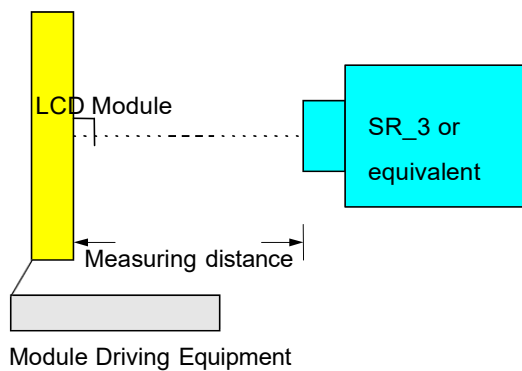 LCD Module
SR_3 or
equivalent
Measuring distance
Module Driving Equipment